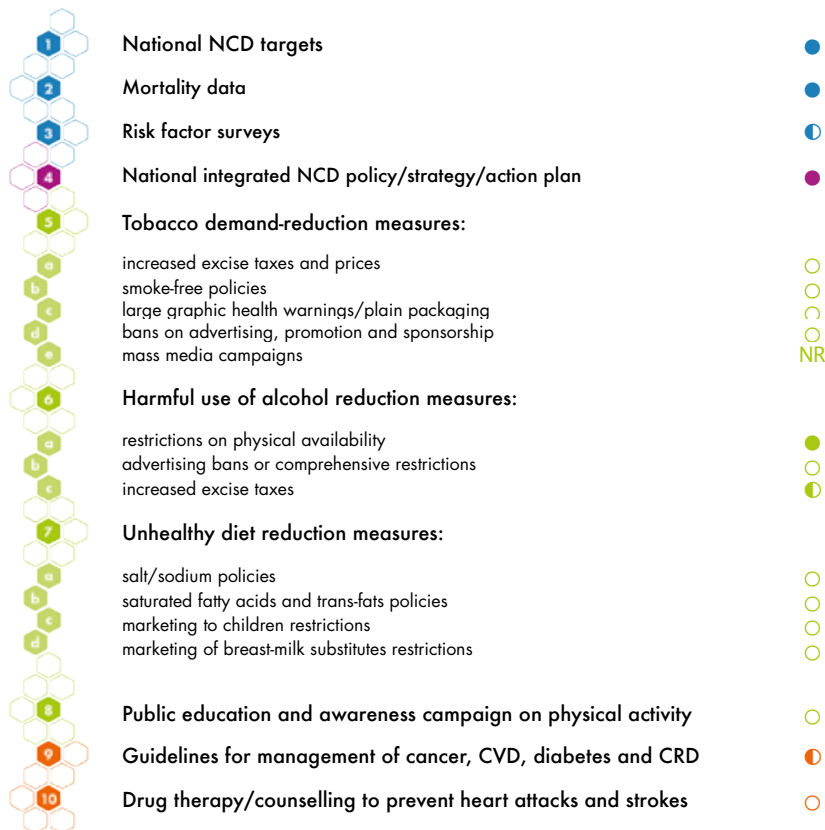 1 National NCD targets
2 Mortality data
3 Risk factor surveys
4 National integrated NCD policy/strategy/action plan
5 Tobacco demand-reduction measures:
a increased excise taxes and prices
b smoke-free policies
c large graphic health warnings/plain packaging
d bans on advertising, promotion and sponsorship
e mass media campaigns NR
6 Harmful use of alcohol reduction measures:
a restrictions on physical availability
b advertising bans or comprehensive restrictions
c increased excise taxes
7 Unhealthy diet reduction measures:
a salt/sodium policies
b saturated fatty acids and trans-fats policies
c marketing to children restrictions
d marketing of breast-milk substitutes restrictions
8 Public education and awareness campaign on physical activity
9 Guidelines for management of cancer, CVD, diabetes and CRD
10 Drug therapy/counselling to prevent heart attacks and strokes